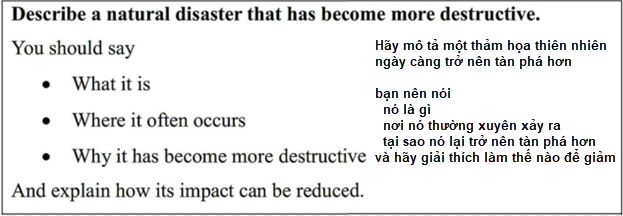 Describe a natural disaster that has become more destructive.
You should say
• What it is
• Where it often occurs
• Why it has become more destructive
And explain how its impact can be reduced.
Hãy mô tả một thảm họa thiên nhiên
ngày càng trở nên tàn phá hơn
bạn nên nói
nó là gì
nơi nó thường xuyên xảy ra
tại sao nó lại trở nên tàn phá hơn
và hãy giải thích làm thế nào để giảm